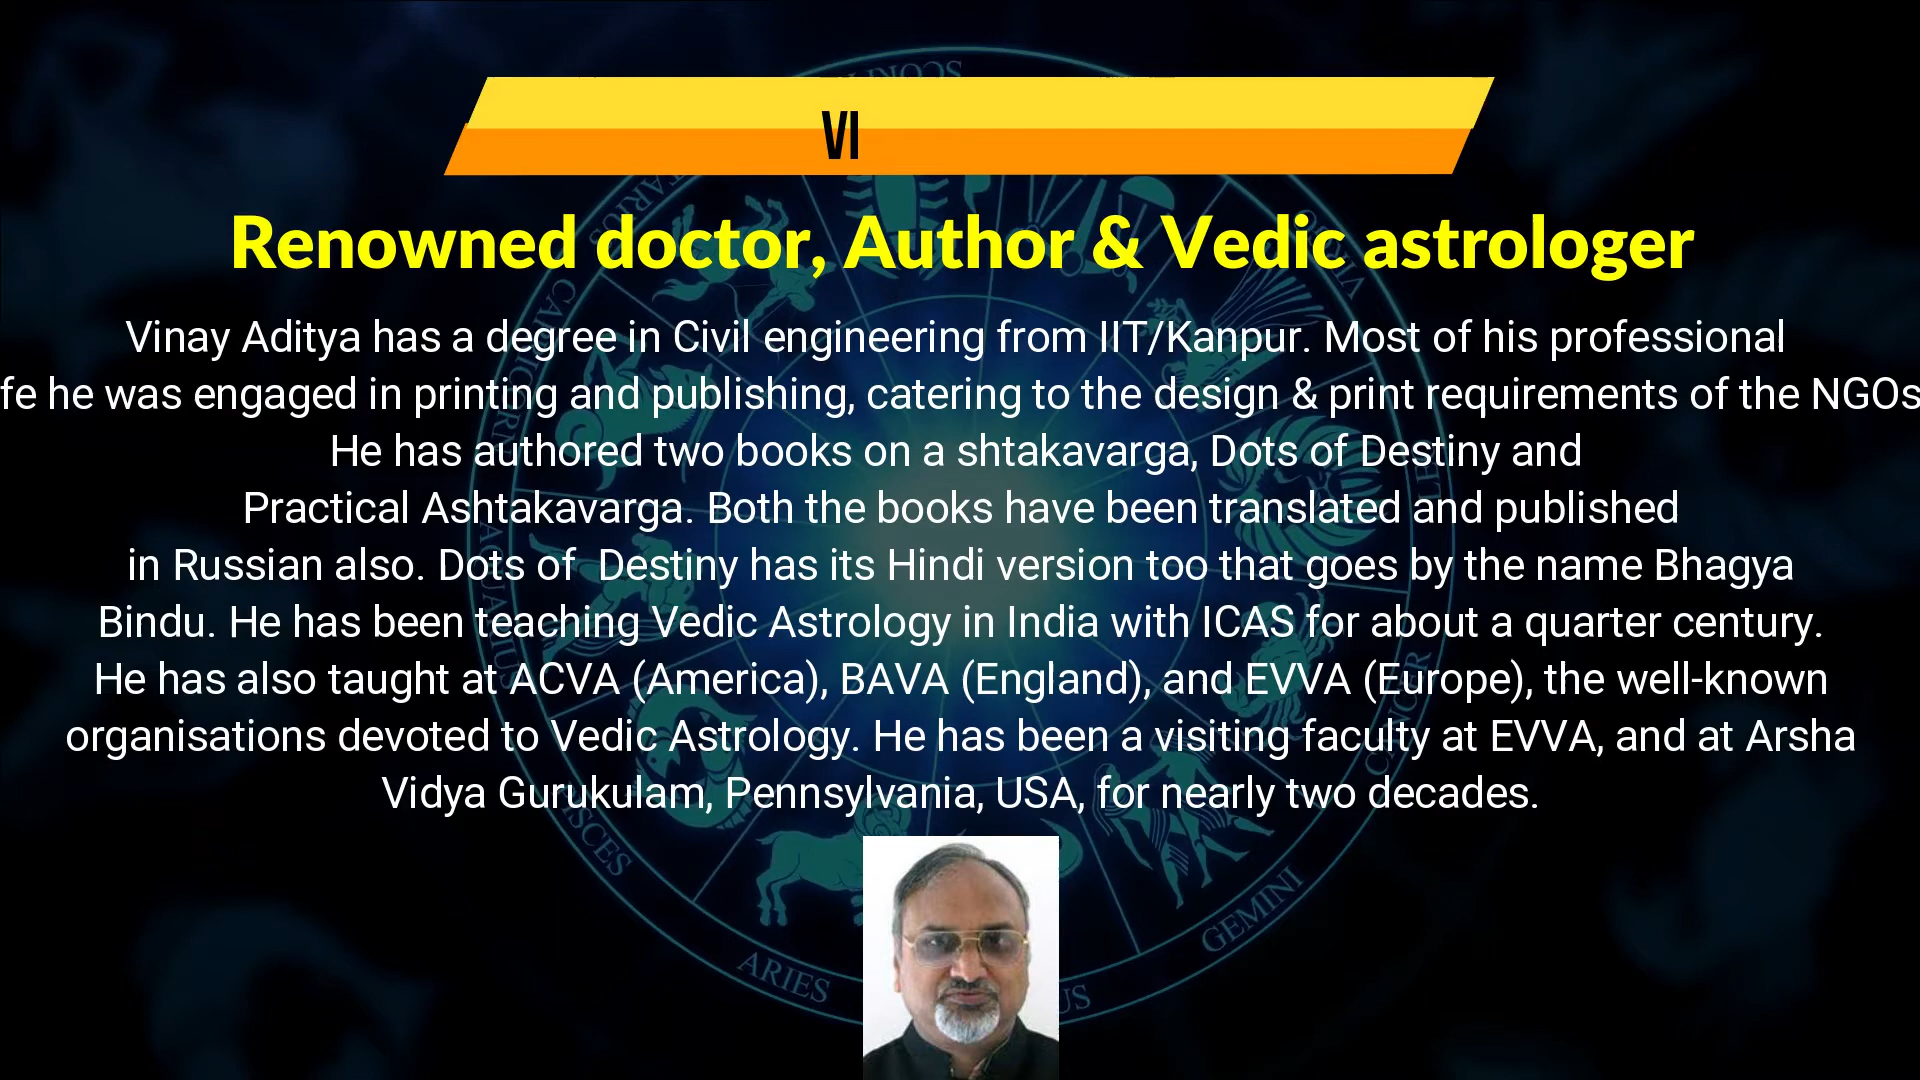 VI
Renowned doctor, Author & Vedic astrologer
Vinay Aditya has a degree in Civil engineering from IIT/Kanpur. Most of his professional
fe he was engaged in printing and publishing, catering to the design & print requirements of the NGOs
He has authored two books on a shtakavarga, Dots of Destiny and
Practical Ashtakavarga. Both the books have been translated and published
in Russian also. Dots of  Destiny has its Hindi version too that goes by the name Bhagya
Bindu. He has been teaching Vedic Astrology in India with ICAS for about a quarter century.
He has also taught at ACVA (America), BAVA (England), and EVVA (Europe), the well-known
organisations devoted to Vedic Astrology. He has been a visiting faculty at EVVA, and at Arsha
Vidya Gurukulam, Pennsylvania, USA, for nearly two decades.
GEMINI
ARIES